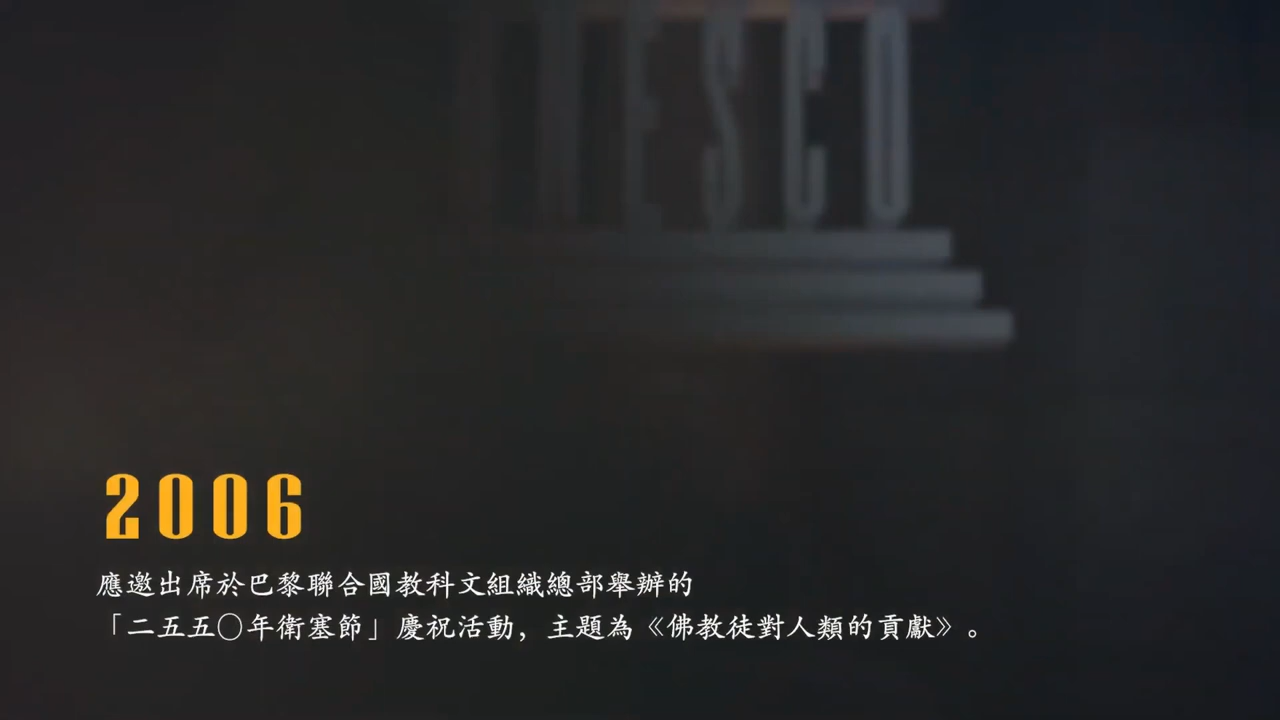 NESCO
2006
應邀出席於巴黎聯合國教科文組織總部舉辦的
「二五五〇年衛塞節」慶祝活動，主題為《佛教徒對人類的貢獻》。